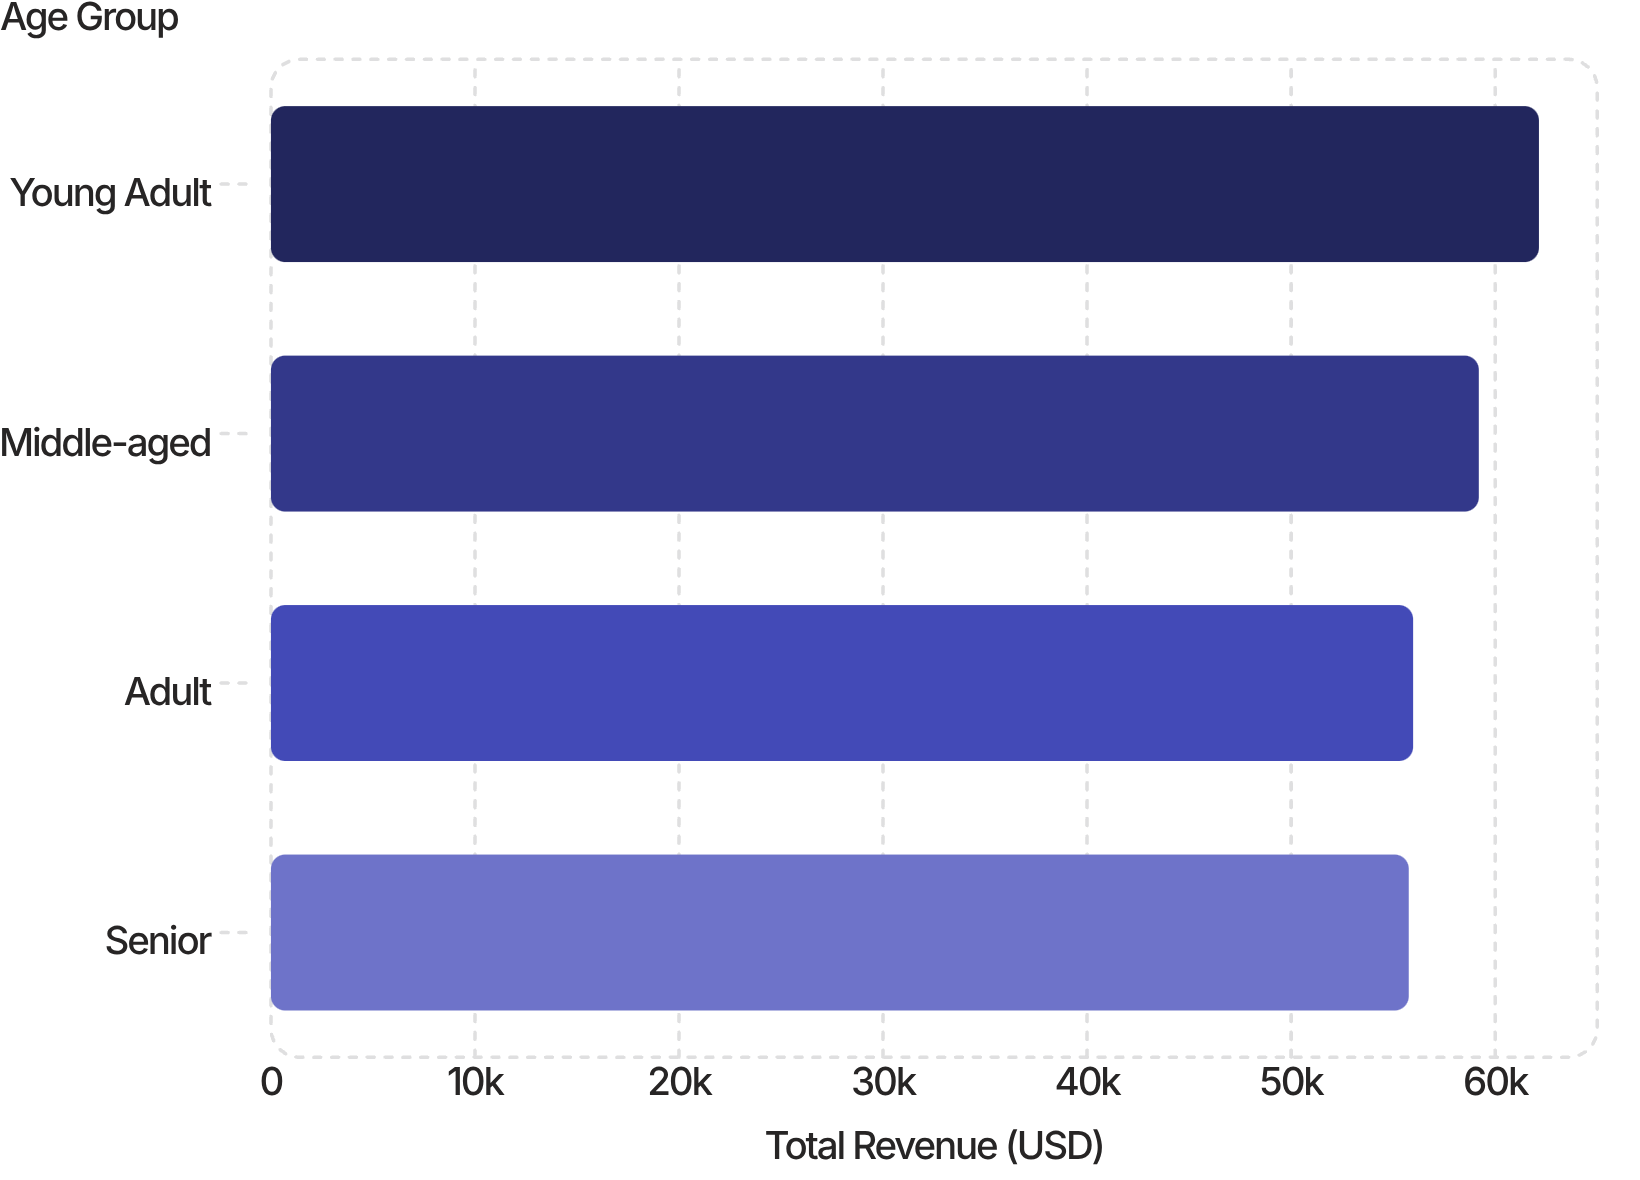 Age Group
Young Adult
Middle-aged
Adult
Senior
0 10k 20k 30k 40k 50k 60k
Total Revenue (USD)